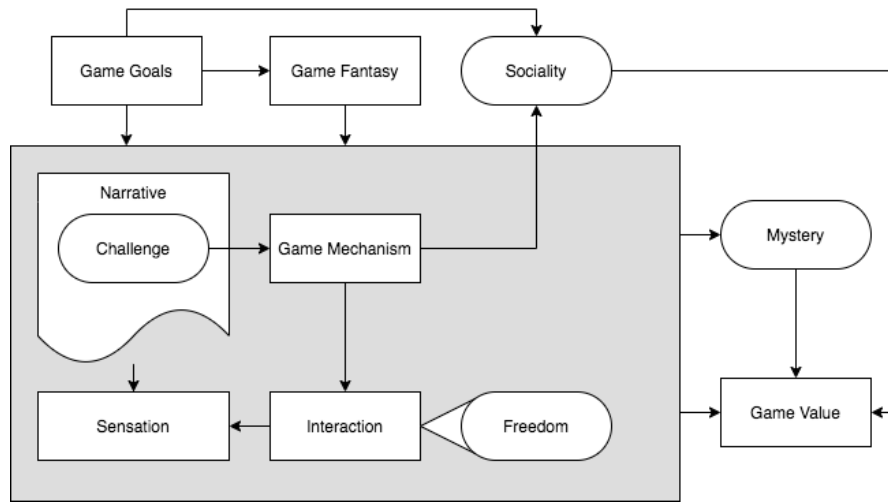 Game Goals
Game Fantasy
Sociality
Narrative
Challenge
Game Mechanism
Mystery
Sensation
Interaction
Freedom
Game Value